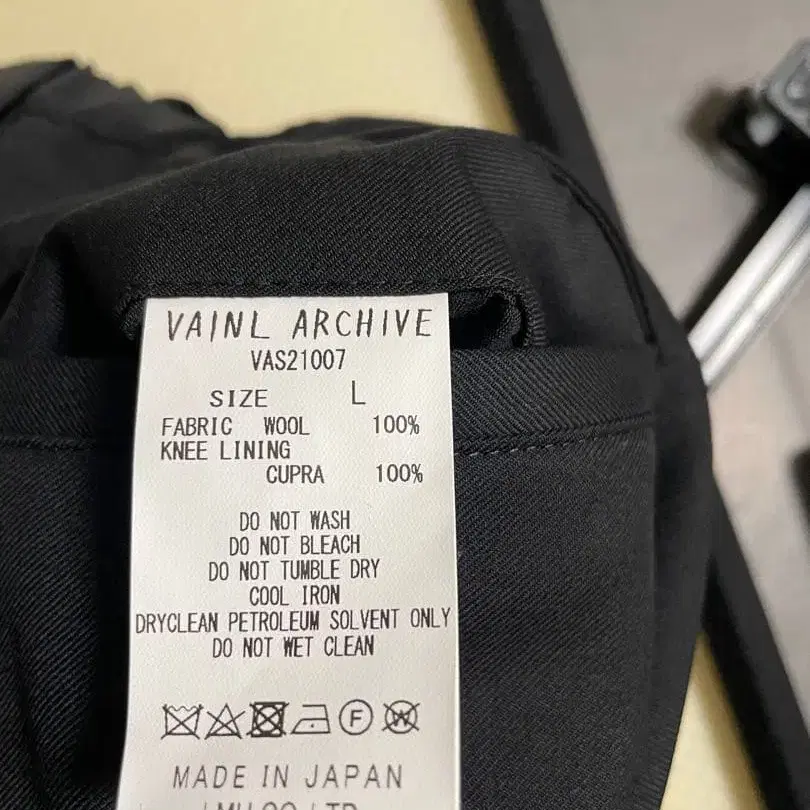 VAINL ARCHIVE
VAS21007
SIZE L
FABRIC WOOL 100%
KNEE LINING
CUPRA 100%
DO NOT WASH
DO NOT BLEACH
DO NOT TUMBLE DRY
COOL IRON
DRYCLEAN PETROLEUM SOLVENT ONLY
DO NOT WET CLEAN
F W
MADE IN JAPAN